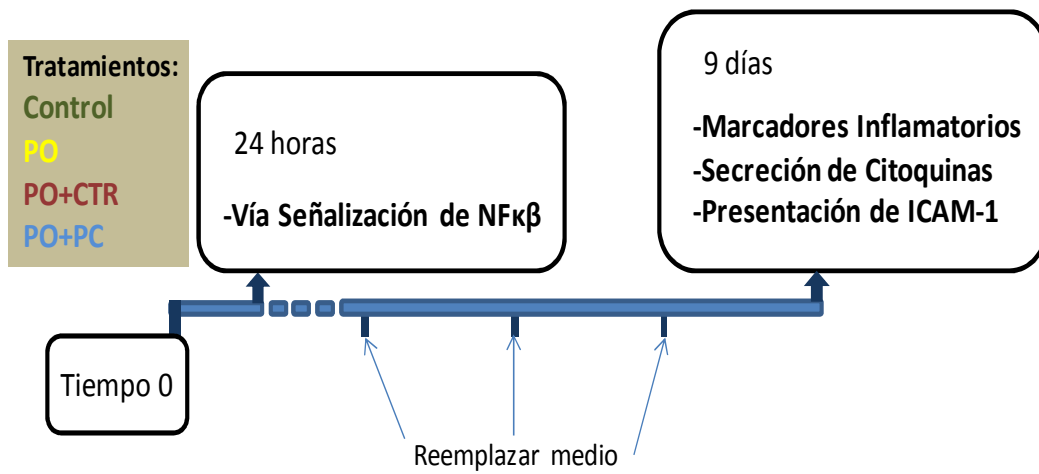 Tratamientos:
Control
PO
PO+CTR
PO+PC
24 horas
-Vía Señalización de NFκβ
9 días
-Marcadores Inflamatorios
-Secreción de Citoquinas
-Presentación de ICAM-1
Tiempo 0
Reemplazar medio